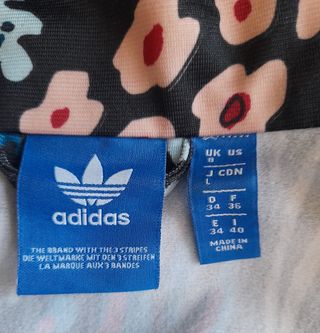 adidas
THE BRAND WITH THE 3 STRIPES
DIE WELTMARKE MIT DEN 3 STREIFEN
LA MARQUE AUX 3 BANDES
UK US
J CDN
L
D F
34 36
E I
34 40
MADE IN
CHINA